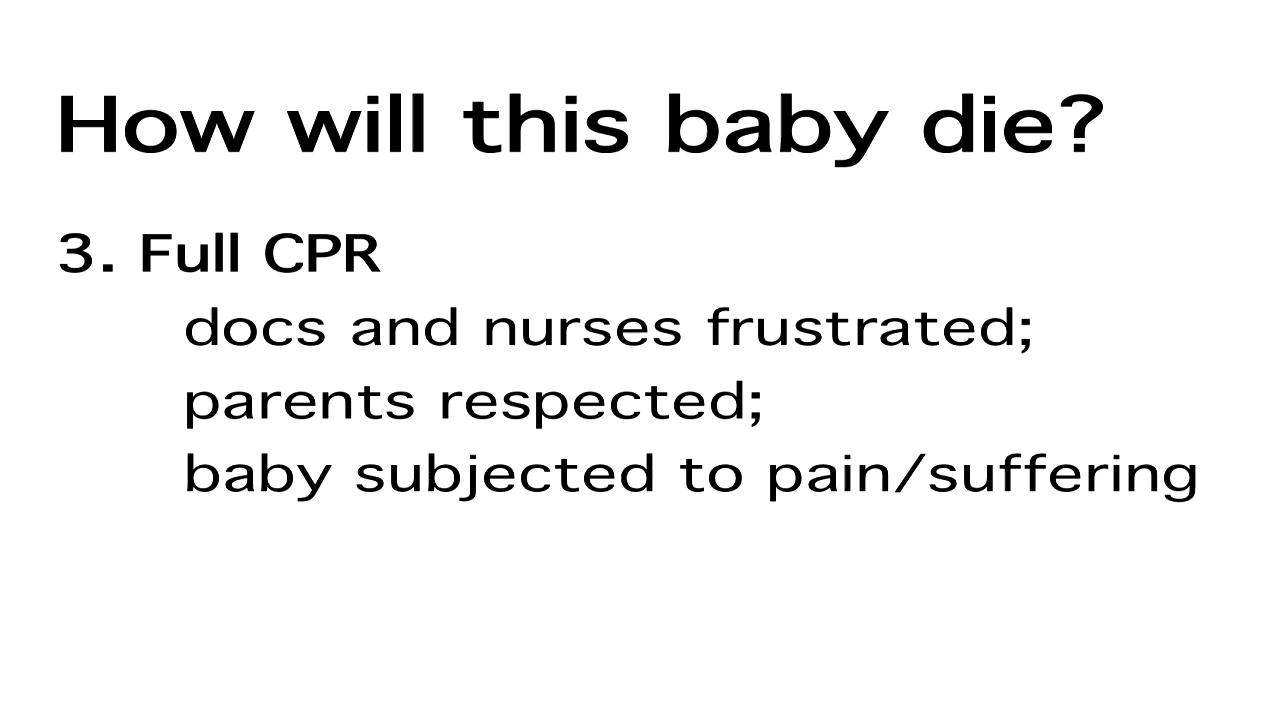 How will this baby die?
3. Full CPR
docs and nurses frustrated;
parents respected;
baby subjected to pain/suffering